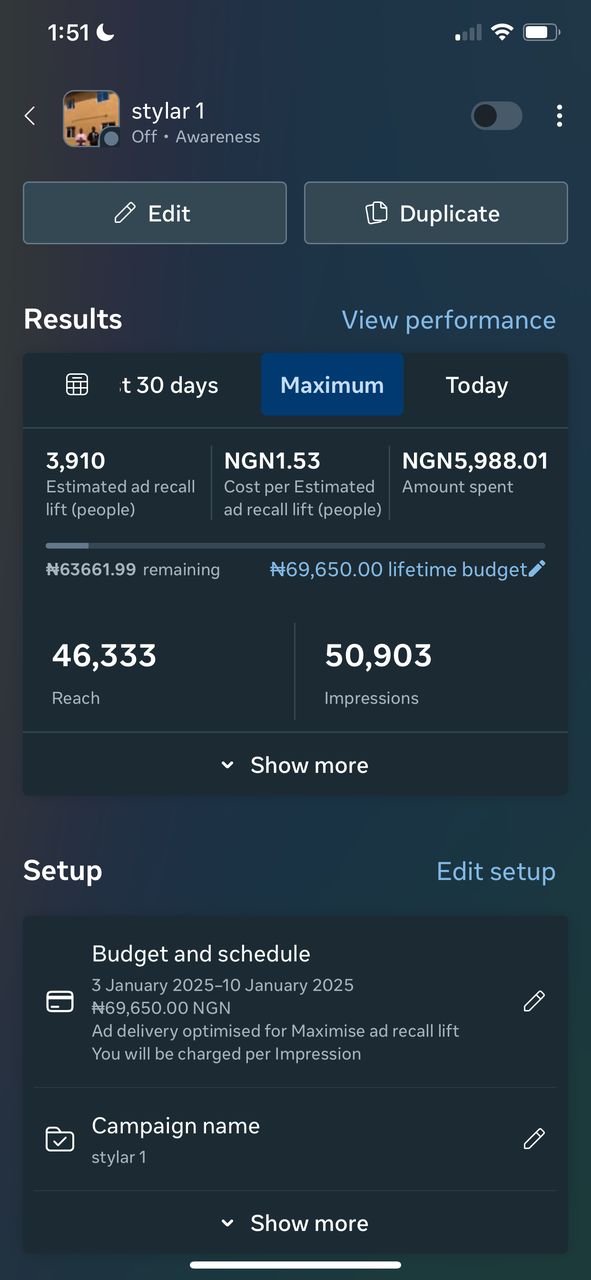 1:51
stylar 1
Off • Awareness
Edit
Duplicate
Results
View performance
t 30 days
Maximum
Today
3,910
Estimated ad recall
lift (people)
NGN1.53
Cost per Estimated
ad recall lift (people)
NGN5,988.01
Amount spent
₦63661.99 remaining
₦69,650.00 lifetime budget
46,333
Reach
50,903
Impressions
Show more
Setup
Edit setup
Budget and schedule
3 January 2025–10 January 2025
₦69,650.00 NGN
Ad delivery optimised for Maximise ad recall lift
You will be charged per Impression
Campaign name
stylar 1
Show more